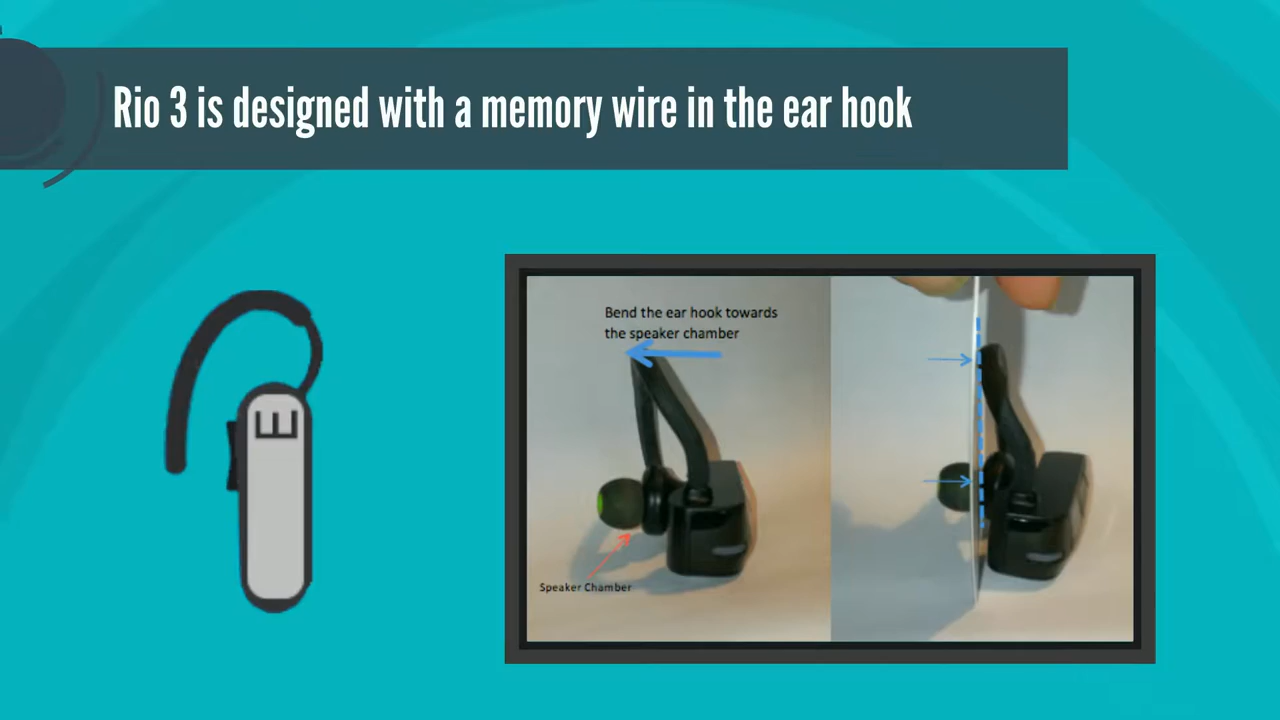 Rio 3 is designed with a memory wire in the ear hook
Bend the ear hook towards
the speaker chamber
Speaker Chamber